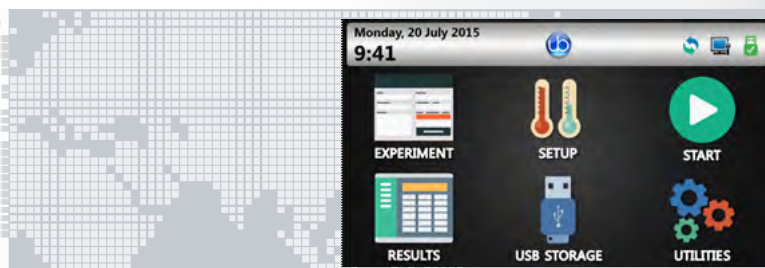 Monday, 20 July 2015
9:41
EXPERIMENT SETUP START
RESULTS USB STORAGE UTILITIES